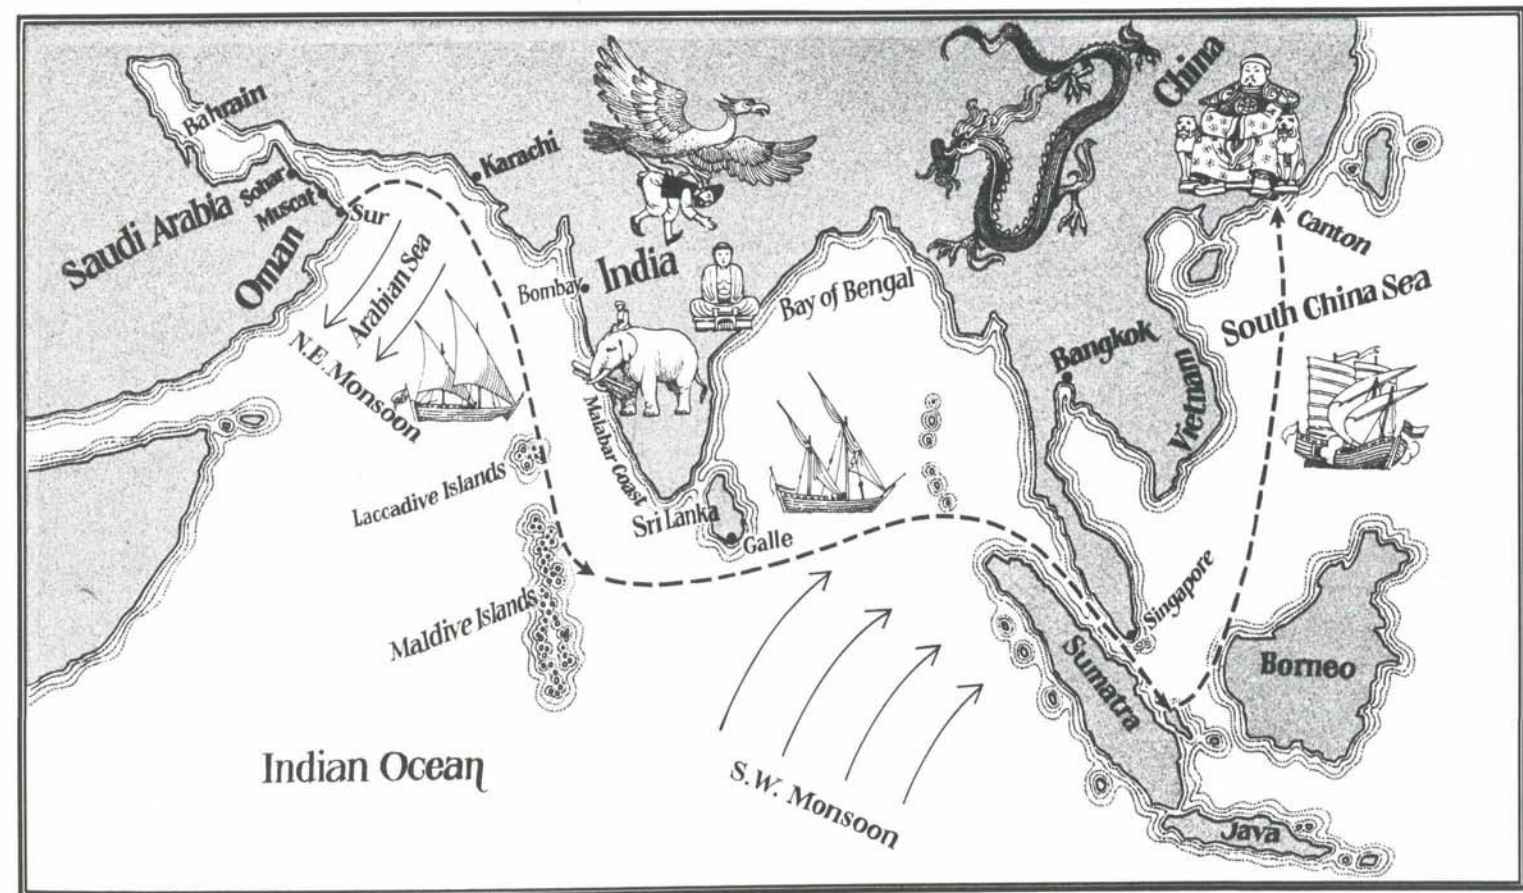 Bahrain
Saudi Arabia
Sohar
Muscat
Oman
Sur
Karachi
Arabian Sea
N.E. Monsoon
Bombay
India
Malabar Coast
Laccadive Islands
Maldive Islands
Sri Lanka
Galle
Bay of Bengal
China
Canton
South China Sea
Bangkok
Vietnam
Singapore
Sumatra
Borneo
Java
Indian Ocean
S.W. Monsoon